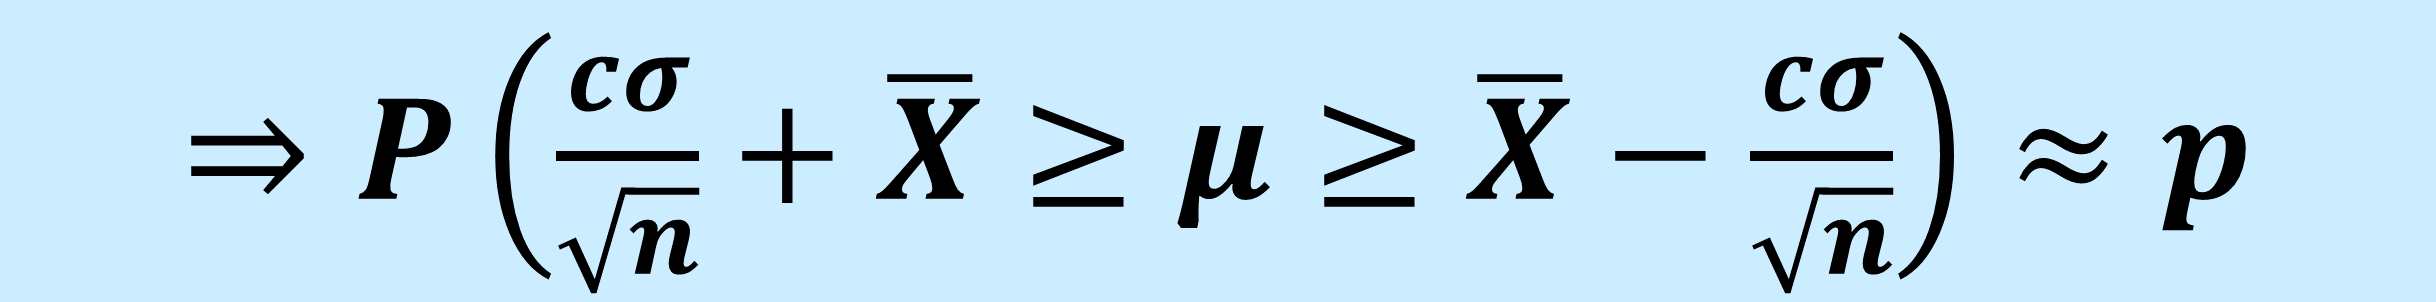 ⇒ P (cσ/√n + X̅ ≥ μ ≥ X̅ − cσ/√n) ≈ p